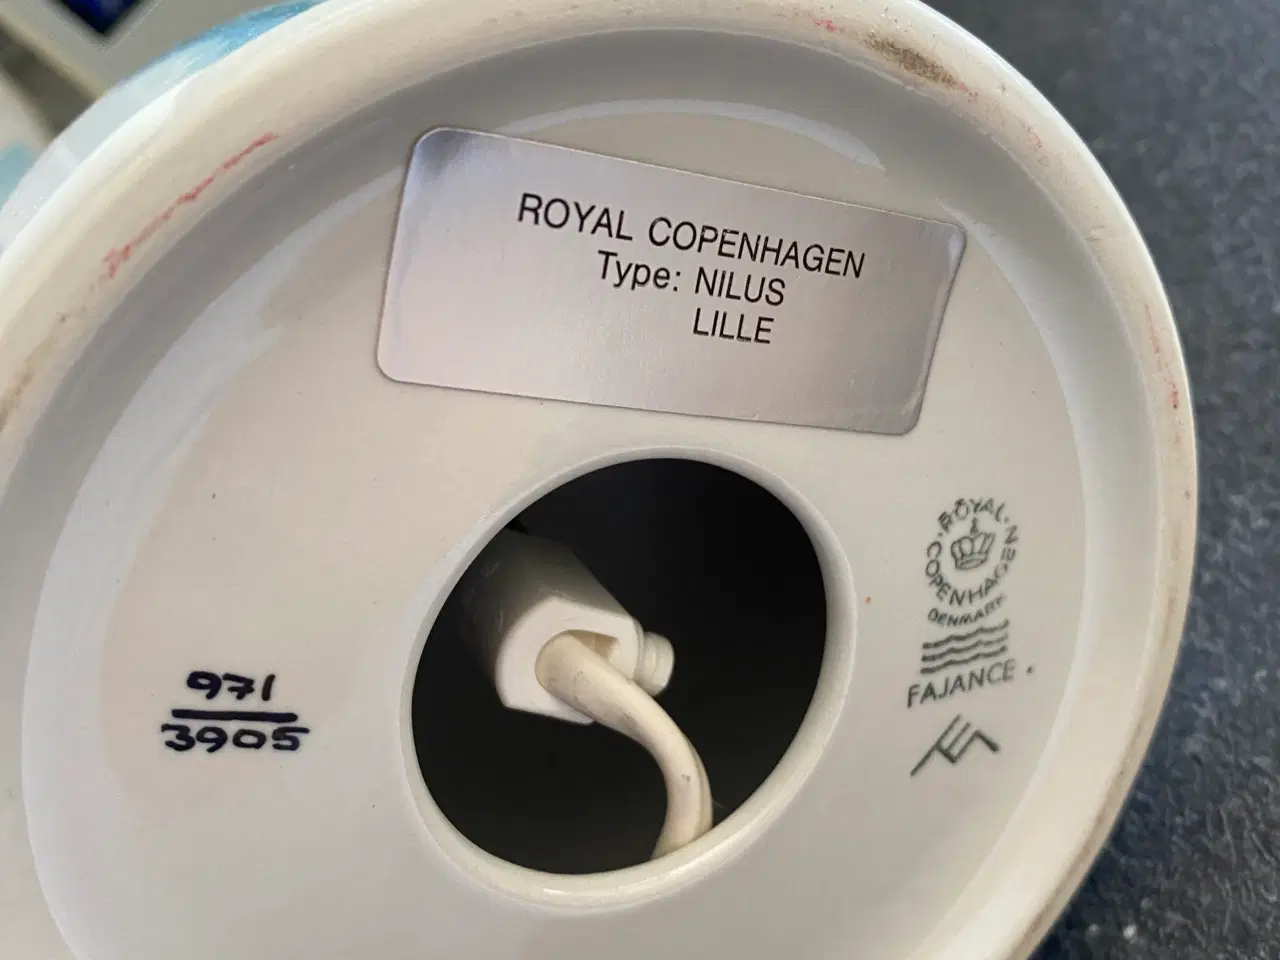 ROYAL COPENHAGEN
Type: NILUS
LILLE
ROYAL COPENHAGEN
DENMARK
FAJANCE
971
3905